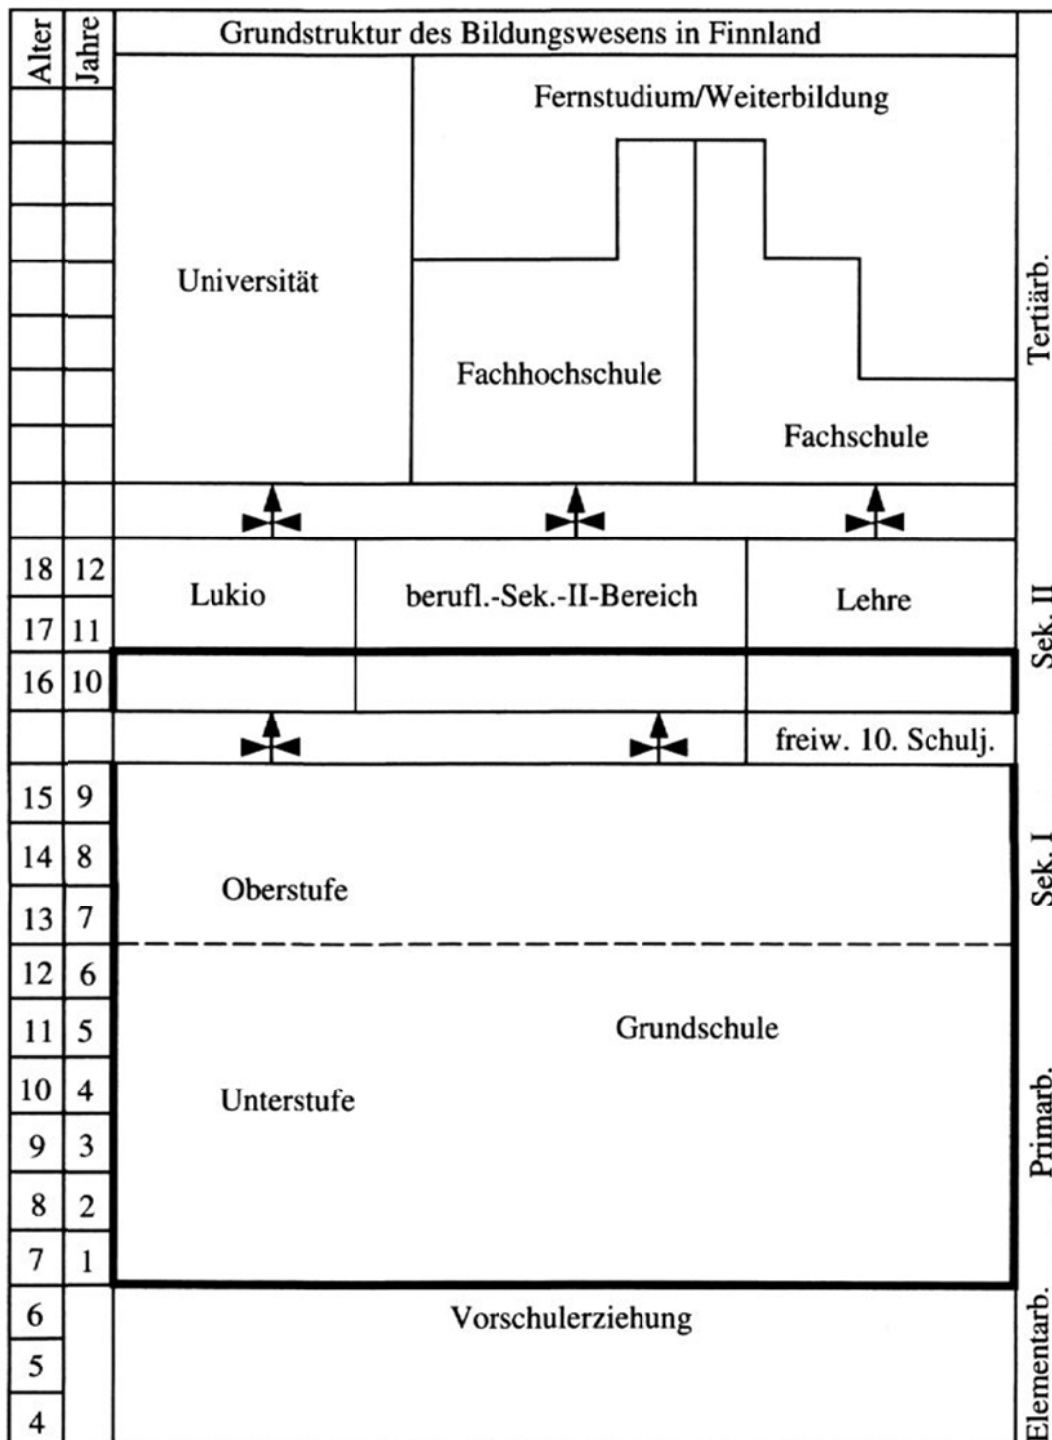 Alter
Jahre
Grundstruktur des Bildungswesens in Finnland
Fernstudium/Weiterbildung
Universität
Fachhochschule
Fachschule
Tertiärb.
18 12
Lukio
berufl.-Sek.-II-Bereich
Lehre
17 11
Sek. II
16 10
freiw. 10. Schulj.
15 9
14 8
Oberstufe
Sek. I
13 7
12 6
11 5
Grundschule
10 4
Unterstufe
Primarb.
9 3
8 2
7 1
6
Vorschulerziehung
5
4
Elementarb.